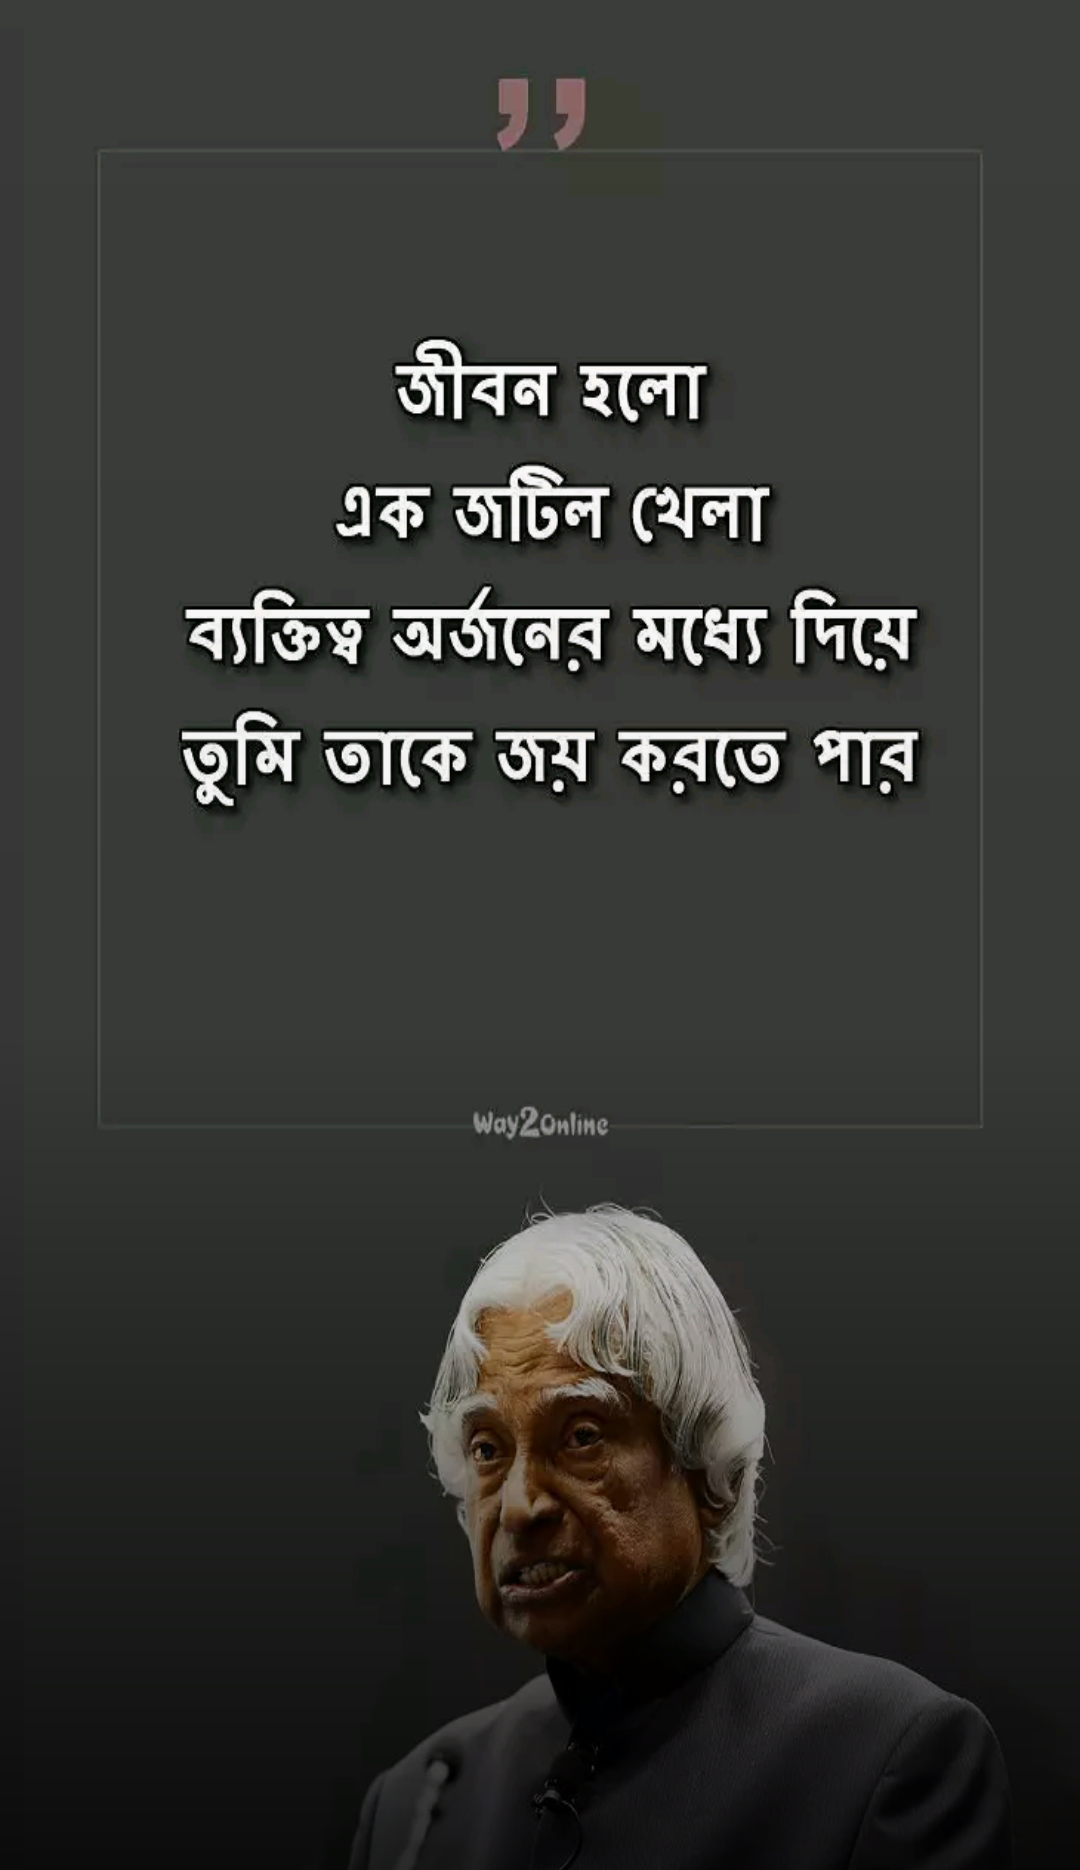 ”
জীবন হলো
এক জটিল খেলা
ব্যক্তিত্ব অর্জনের মধ্যে দিয়ে
তুমি তাকে জয় করতে পার
Way2Online